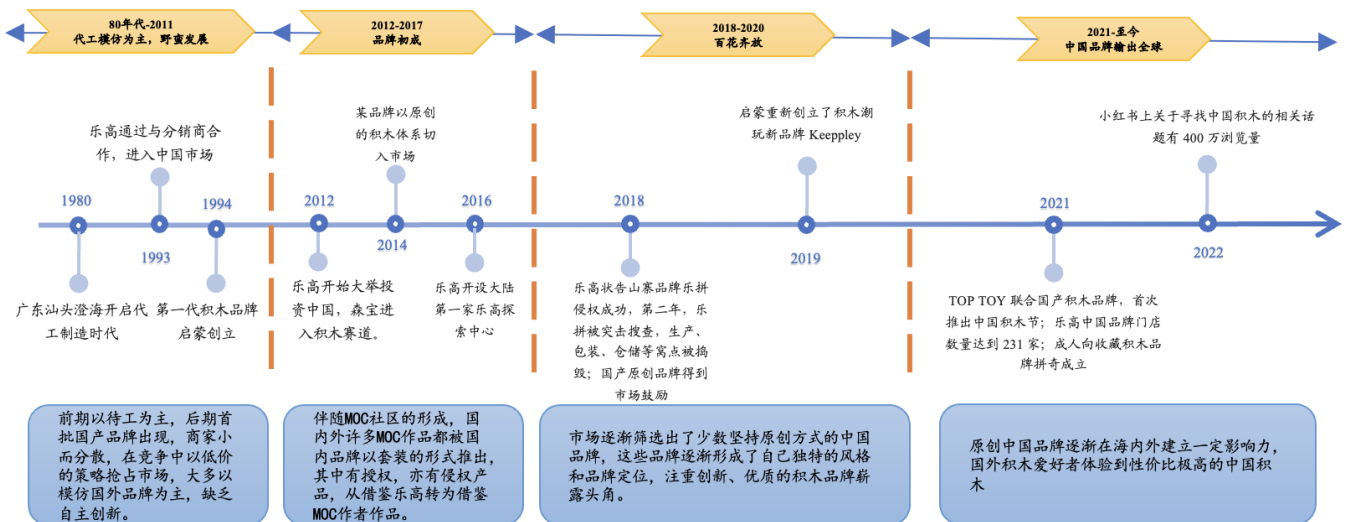 80年代-2011
代工模仿为主，野蛮发展
2012-2017
品牌初成
2018-2020
百花齐放
2021-至今
中国品牌输出全球
乐高通过与分销商合
作，进入中国市场
某品牌以原创
的积木体系切
入市场
启蒙重新创立了积木潮
玩新品牌 Keeppley
小红书上关于寻找中国积木的相关话
题有 400 万浏览量
1980
1993
1994
2012
2014
2016
2018
2019
2021
2022
广东汕头澄海开启代
工制造时代
第一代积木品牌
启蒙创立
乐高开始大举投
资中国，森宝进
入积木赛道。
乐高开设大陆
第一家乐高探
索中心
乐高状告山寨品牌乐拼
侵权成功，第二年，乐
拼被突击搜查，生产、
包装、仓储等窝点被捣
毁；国产原创品牌得到
市场鼓励
TOP TOY 联合国产积木品牌，首次
推出中国积木节；乐高中国品牌门店
数量达到 231 家；成人向收藏积木品
牌拼奇成立
前期以待工为主，后期首
批国产品牌出现，商家小
而分散，在竞争中以低价
的策略抢占市场，大多以
模仿国外品牌为主，缺乏
自主创新。
伴随MOC社区的形成，国
内外许多MOC作品都被国
内品牌以套装的形式推出，
其中有授权，亦有侵权产
品，从借鉴乐高转为借鉴
MOC作者作品。
市场逐渐筛选出了少数坚持原创方式的中国
品牌，这些品牌逐渐形成了自己独特的风格
和品牌定位，注重创新、优质的积木品牌崭
露头角。
原创中国品牌逐渐在海内外建立一定影响力，
国外积木爱好者体验到性价比极高的中国积
木